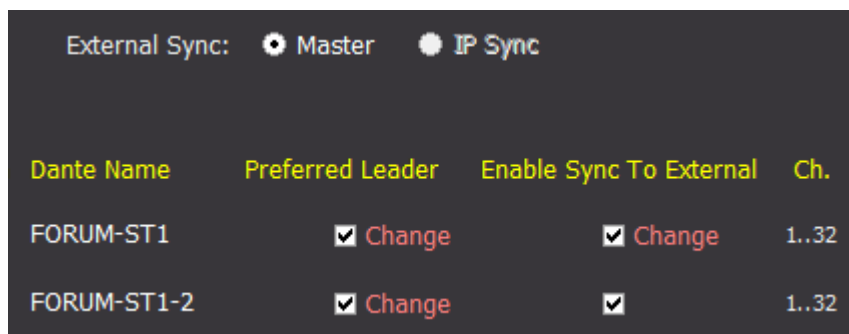 External Sync: Master IP Sync
Dante Name Preferred Leader Enable Sync To External Ch.
FORUM-ST1 Change Change 1..32
FORUM-ST1-2 Change 1..32